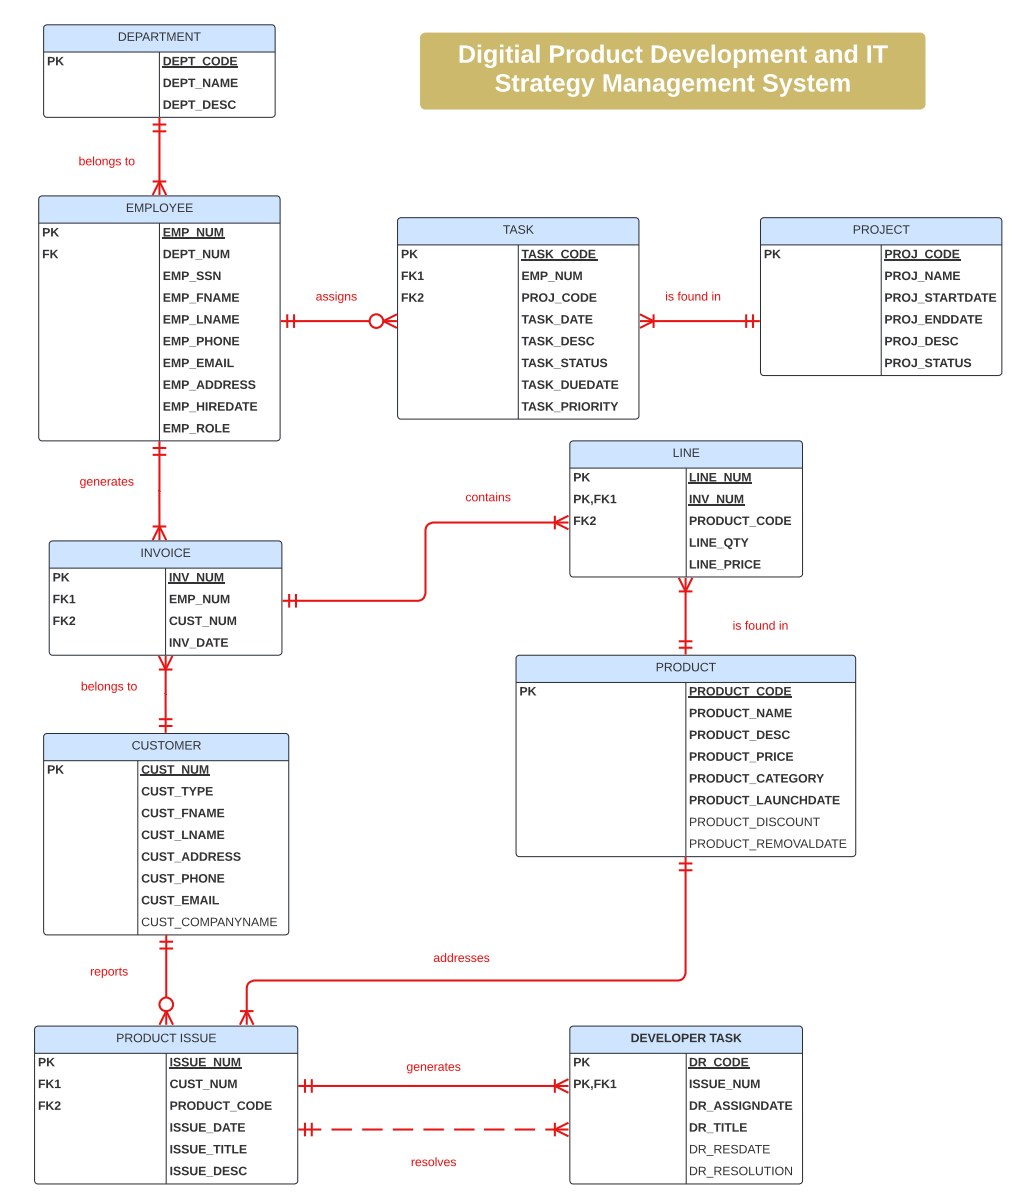 Digitial Product Development and IT
Strategy Management System
DEPARTMENT
PK DEPT_CODE
DEPT_NAME
DEPT_DESC
belongs to
EMPLOYEE
PK EMP_NUM
FK DEPT_NUM
EMP_SSN
EMP_FNAME
EMP_LNAME
EMP_PHONE
EMP_EMAIL
EMP_ADDRESS
EMP_HIREDATE
EMP_ROLE
assigns
TASK
PK TASK_CODE
FK1 EMP_NUM
FK2 PROJ_CODE
TASK_DATE
TASK_DESC
TASK_STATUS
TASK_DUEDATE
TASK_PRIORITY
is found in
PROJECT
PK PROJ_CODE
PROJ_NAME
PROJ_STARTDATE
PROJ_ENDDATE
PROJ_DESC
PROJ_STATUS
generates
contains
LINE
PK LINE_NUM
PK,FK1 INV_NUM
FK2 PRODUCT_CODE
LINE_QTY
LINE_PRICE
INVOICE
PK INV_NUM
FK1 EMP_NUM
FK2 CUST_NUM
INV_DATE
is found in
belongs to
PRODUCT
PK PRODUCT_CODE
PRODUCT_NAME
PRODUCT_DESC
PRODUCT_PRICE
PRODUCT_CATEGORY
PRODUCT_LAUNCHDATE
PRODUCT_DISCOUNT
PRODUCT_REMOVALDATE
CUSTOMER
PK CUST_NUM
CUST_TYPE
CUST_FNAME
CUST_LNAME
CUST_ADDRESS
CUST_PHONE
CUST_EMAIL
CUST_COMPANYNAME
reports
addresses
PRODUCT ISSUE
PK ISSUE_NUM
FK1 CUST_NUM
FK2 PRODUCT_CODE
ISSUE_DATE
ISSUE_TITLE
ISSUE_DESC
generates
resolves
DEVELOPER TASK
PK DR_CODE
PK,FK1 ISSUE_NUM
DR_ASSIGNDATE
DR_TITLE
DR_RESDATE
DR_RESOLUTION